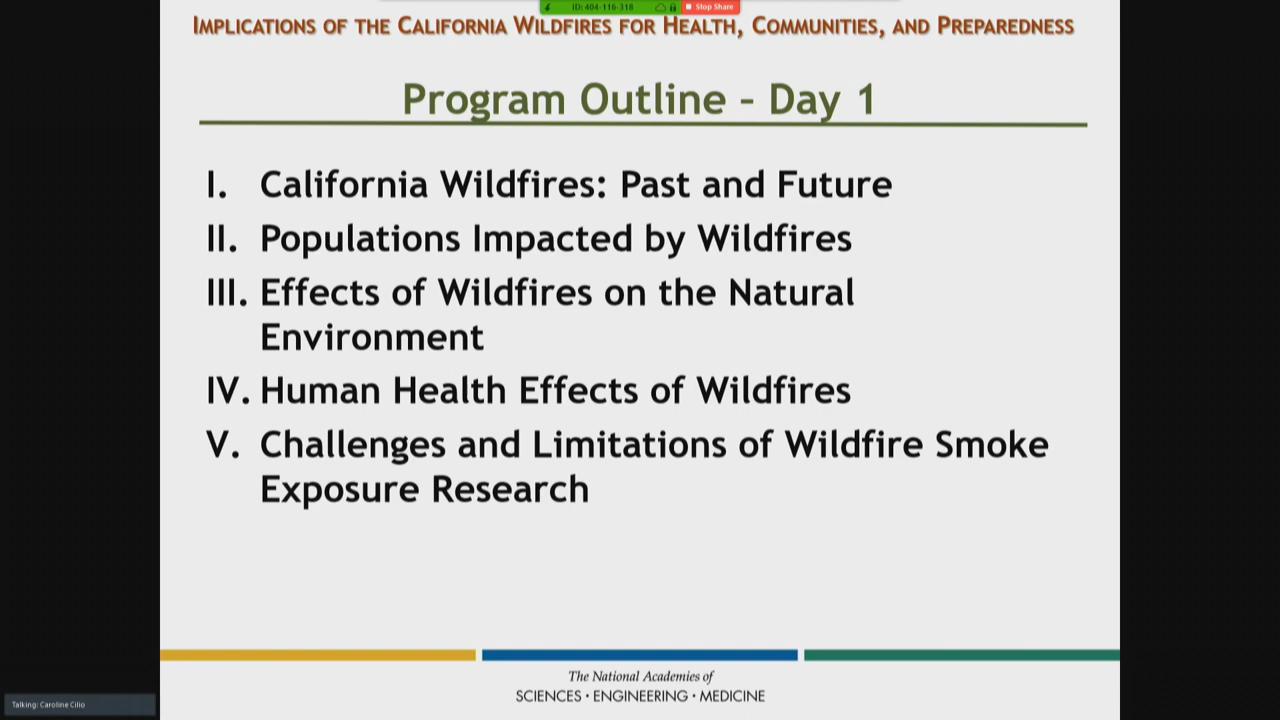 ID: 404-116-318 Stop Share
IMPLICATIONS OF THE CALIFORNIA WILDFIRES FOR HEALTH, COMMUNITIES, AND PREPAREDNESS
Program Outline – Day 1
I. California Wildfires: Past and Future
II. Populations Impacted by Wildfires
III. Effects of Wildfires on the Natural
Environment
IV. Human Health Effects of Wildfires
V. Challenges and Limitations of Wildfire Smoke
Exposure Research
The National Academies of
SCIENCES · ENGINEERING · MEDICINE
Talking: Caroline Cilio